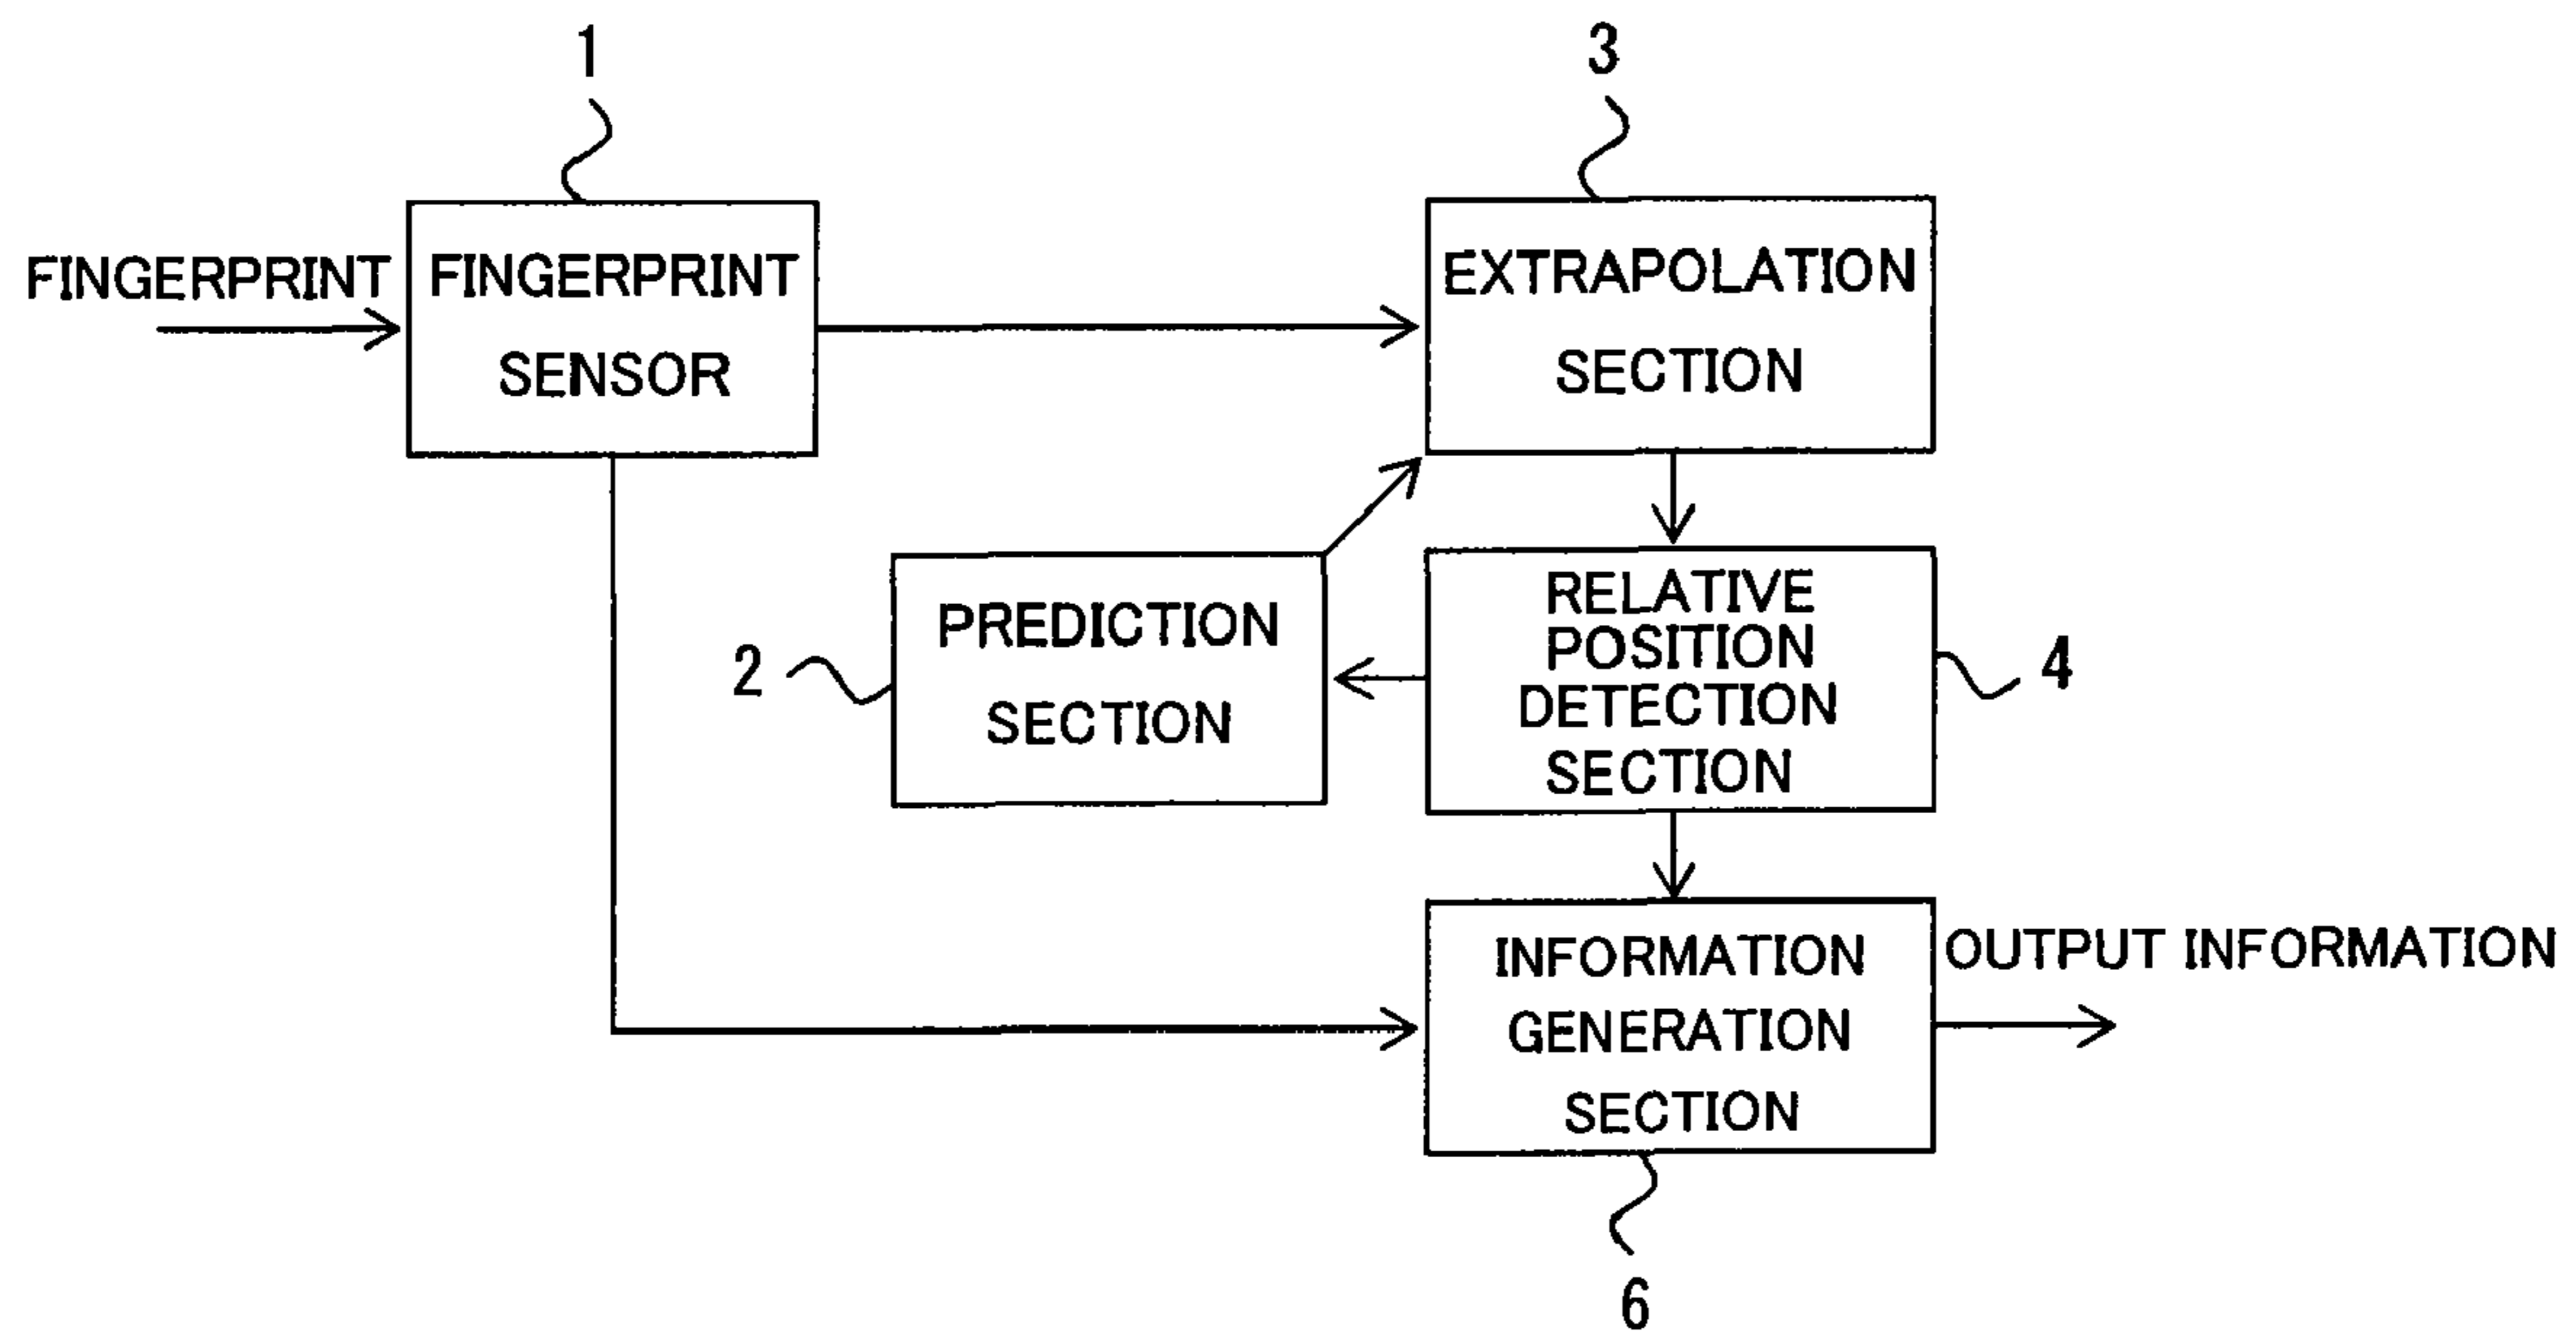 1
3
FINGERPRINT
FINGERPRINT
SENSOR
EXTRAPOLATION
SECTION
2
PREDICTION
SECTION
RELATIVE
POSITION
DETECTION
SECTION
4
INFORMATION
GENERATION
SECTION
OUTPUT INFORMATION
6